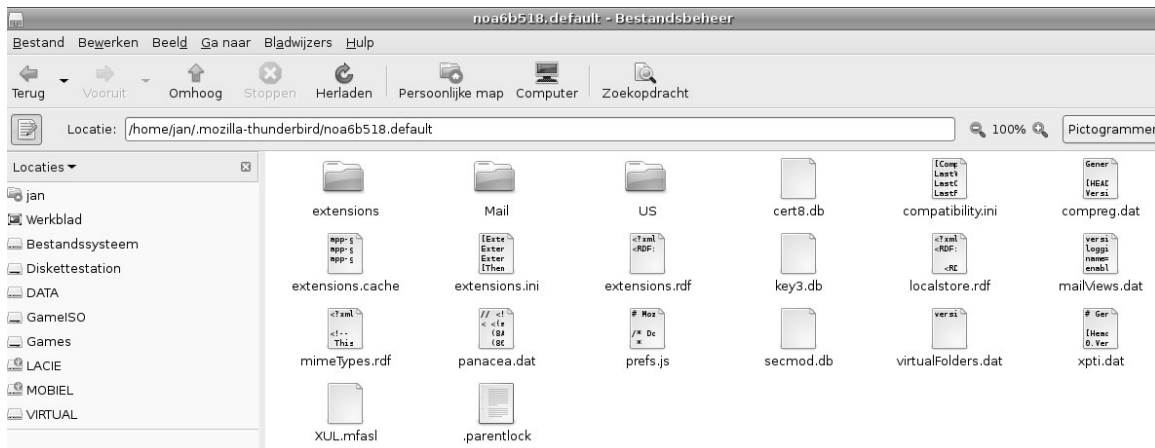 noa6b518.default - Bestandsbeheer
Bestand Bewerken Beeld Ga naar Bladwijzers Hulp
Terug Vooruit Omhoog Stoppen Herladen Persoonlijke map Computer Zoekopdracht
Locatie: /home/jan/.mozilla-thunderbird/noa6b518.default 100% Pictogrammen
Locaties
jan
Werkblad
Bestandssysteem
Diskettestation
DATA
GameISO
Games
LACIE
MOBIEL
VIRTUAL
extensions Mail US cert8.db compatibility.ini compreg.dat
extensions.cache extensions.ini extensions.rdf key3.db localstore.rdf mailViews.dat
mimeTypes.rdf panacea.dat prefs.js secmod.db virtualFolders.dat xpti.dat
XUL.mfasl .parentlock